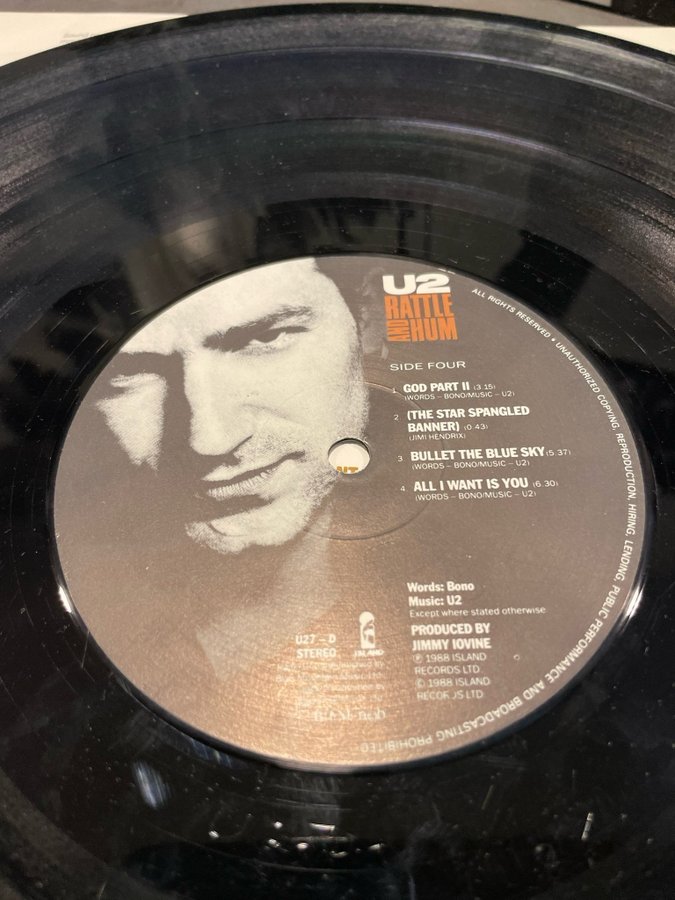 U2
RATTLE
AND HUM
SIDE FOUR
1 GOD PART II (3.15)
(WORDS – BONO/MUSIC – U2)
2 (THE STAR SPANGLED
BANNER) (0.43)
(JIMI HENDRIX)
3 BULLET THE BLUE SKY (5.37)
(WORDS – BONO/MUSIC – U2)
4 ALL I WANT IS YOU (6.30)
(WORDS – BONO/MUSIC – U2)
Words: Bono
Music: U2
Except where stated otherwise
PRODUCED BY
JIMMY IOVINE
℗ 1988 ISLAND
RECORDS LTD.
© 1988 ISLAND
LTD
U27 – D
STEREO
ISLAND
ALL RIGHTS RESERVED • UNAUTHORIZED COPYING, REPRODUCTION, HIRING, LENDING, PUBLIC PERFORMANCE AND BROADCASTING PROHIBITED